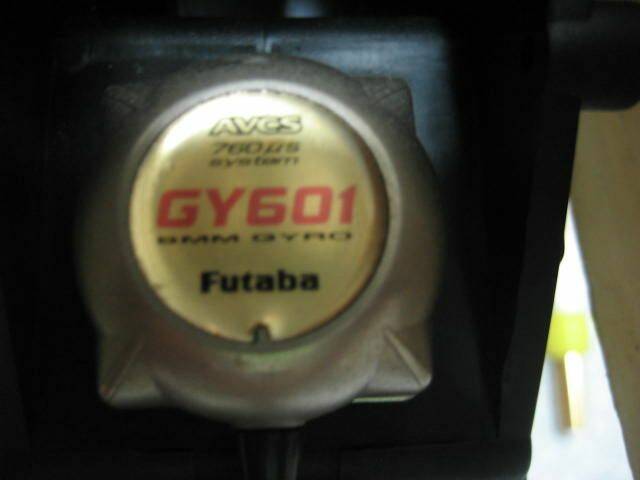 AVCS
760μs
system
GY601
SMM GYRO
Futaba